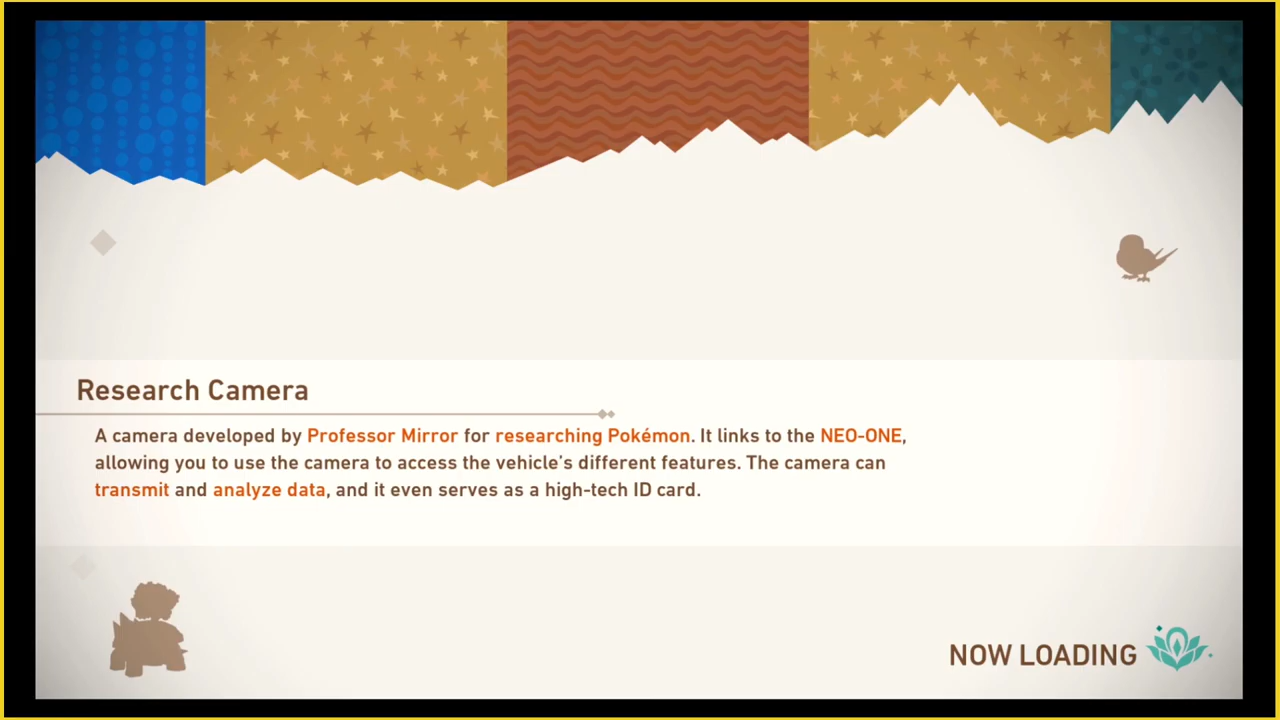 Research Camera
A camera developed by Professor Mirror for researching Pokémon. It links to the NEO-ONE,
allowing you to use the camera to access the vehicle's different features. The camera can
transmit and analyze data, and it even serves as a high-tech ID card.
NOW LOADING